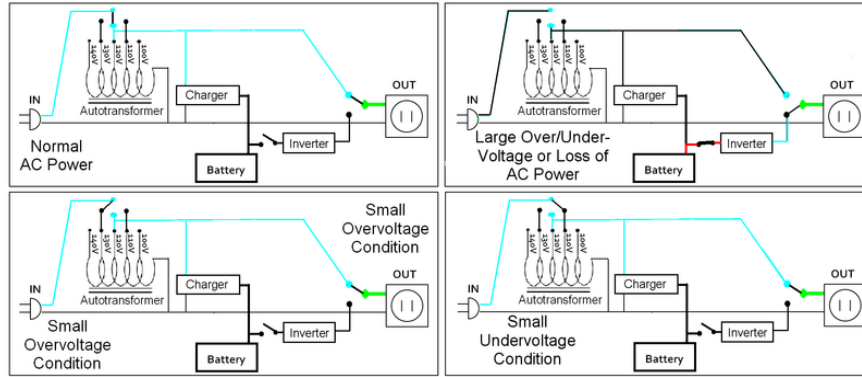 140V
130V
120V
110V
100V
IN
Autotransformer
Charger
OUT
Normal
AC Power
Inverter
Battery
140V
130V
120V
110V
100V
IN
Autotransformer
Charger
OUT
Large Over/Under-
Voltage or Loss of
AC Power
Inverter
Battery
Small
Overvoltage
Condition
140V
130V
120V
110V
100V
IN
Autotransformer
Charger
OUT
Small
Overvoltage
Condition
Inverter
Battery
140V
130V
120V
110V
100V
IN
Autotransformer
Charger
OUT
Small
Undervoltage
Condition
Inverter
Battery